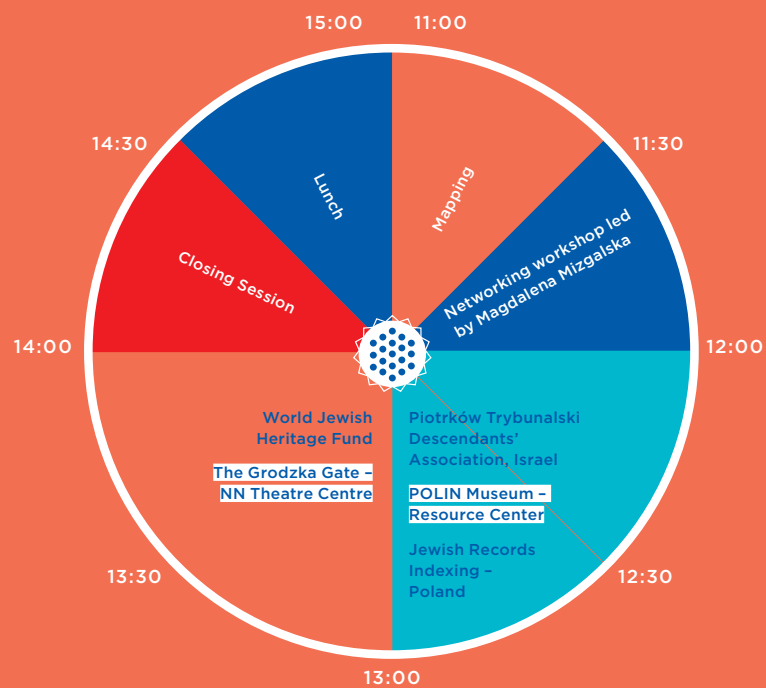 15:00
11:00
14:30
11:30
Lunch
Mapping
Networking workshop led
by Magdalena Mizgalska
Closing Session
14:00
12:00
World Jewish
Heritage Fund
The Grodzka Gate –
NN Theatre Centre
Piotrków Trybunalski
Descendants’
Association, Israel
POLIN Museum –
Resource Center
Jewish Records
Indexing –
Poland
13:30
12:30
13:00